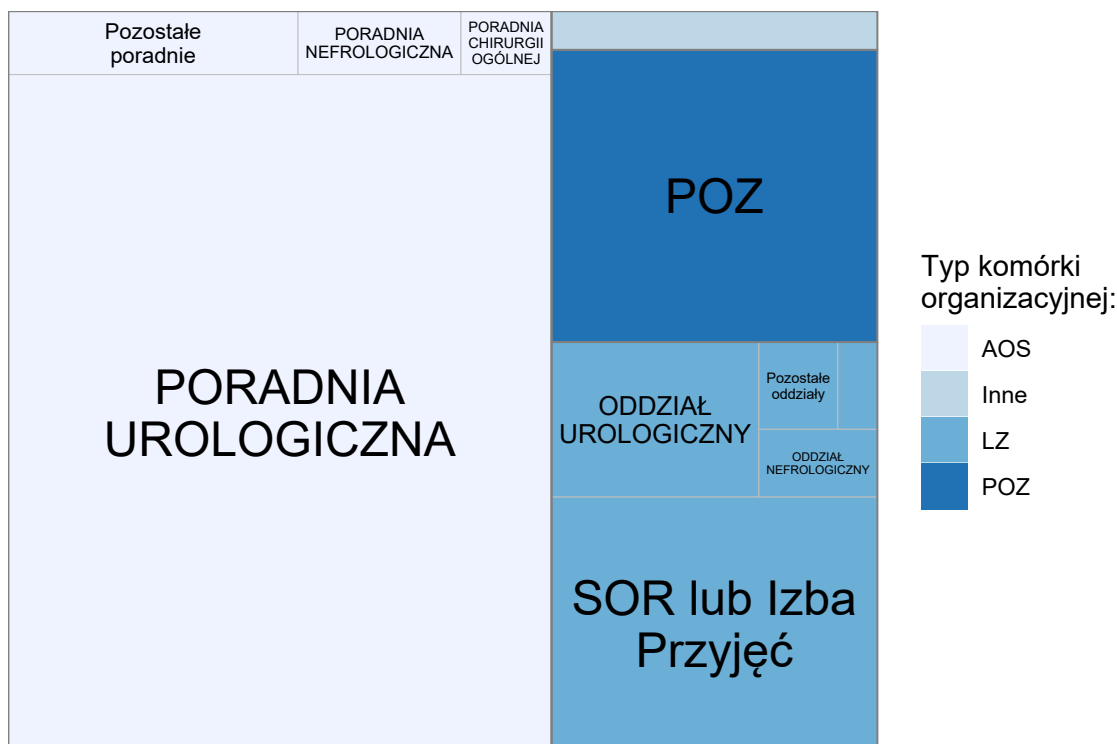 Pozostałe
poradnie
PORADNIA
NEFROLOGICZNA
PORADNIA
CHIRURGII
OGÓLNEJ
PORADNIA
UROLOGICZNA
POZ
ODDZIAŁ
UROLOGICZNY
Pozostałe
oddziały
ODDZIAŁ
NEFROLOGICZNY
SOR lub Izba
Przyjęć
Typ komórki
organizacyjnej:
AOS
Inne
LZ
POZ